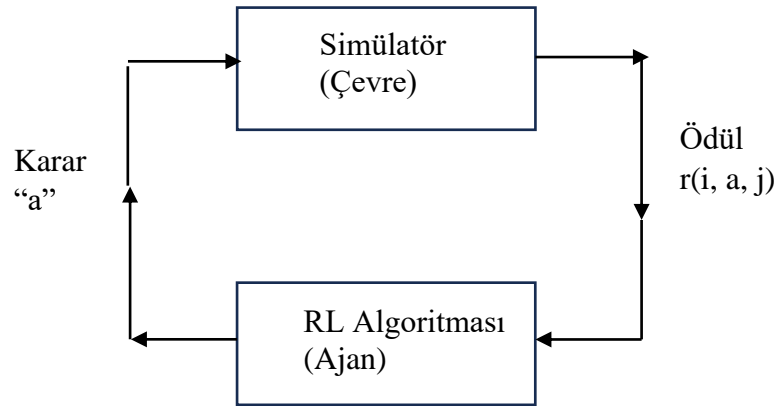 Simülatör
(Çevre)
Karar
“a”
Ödül
r(i, a, j)
RL Algoritması
(Ajan)